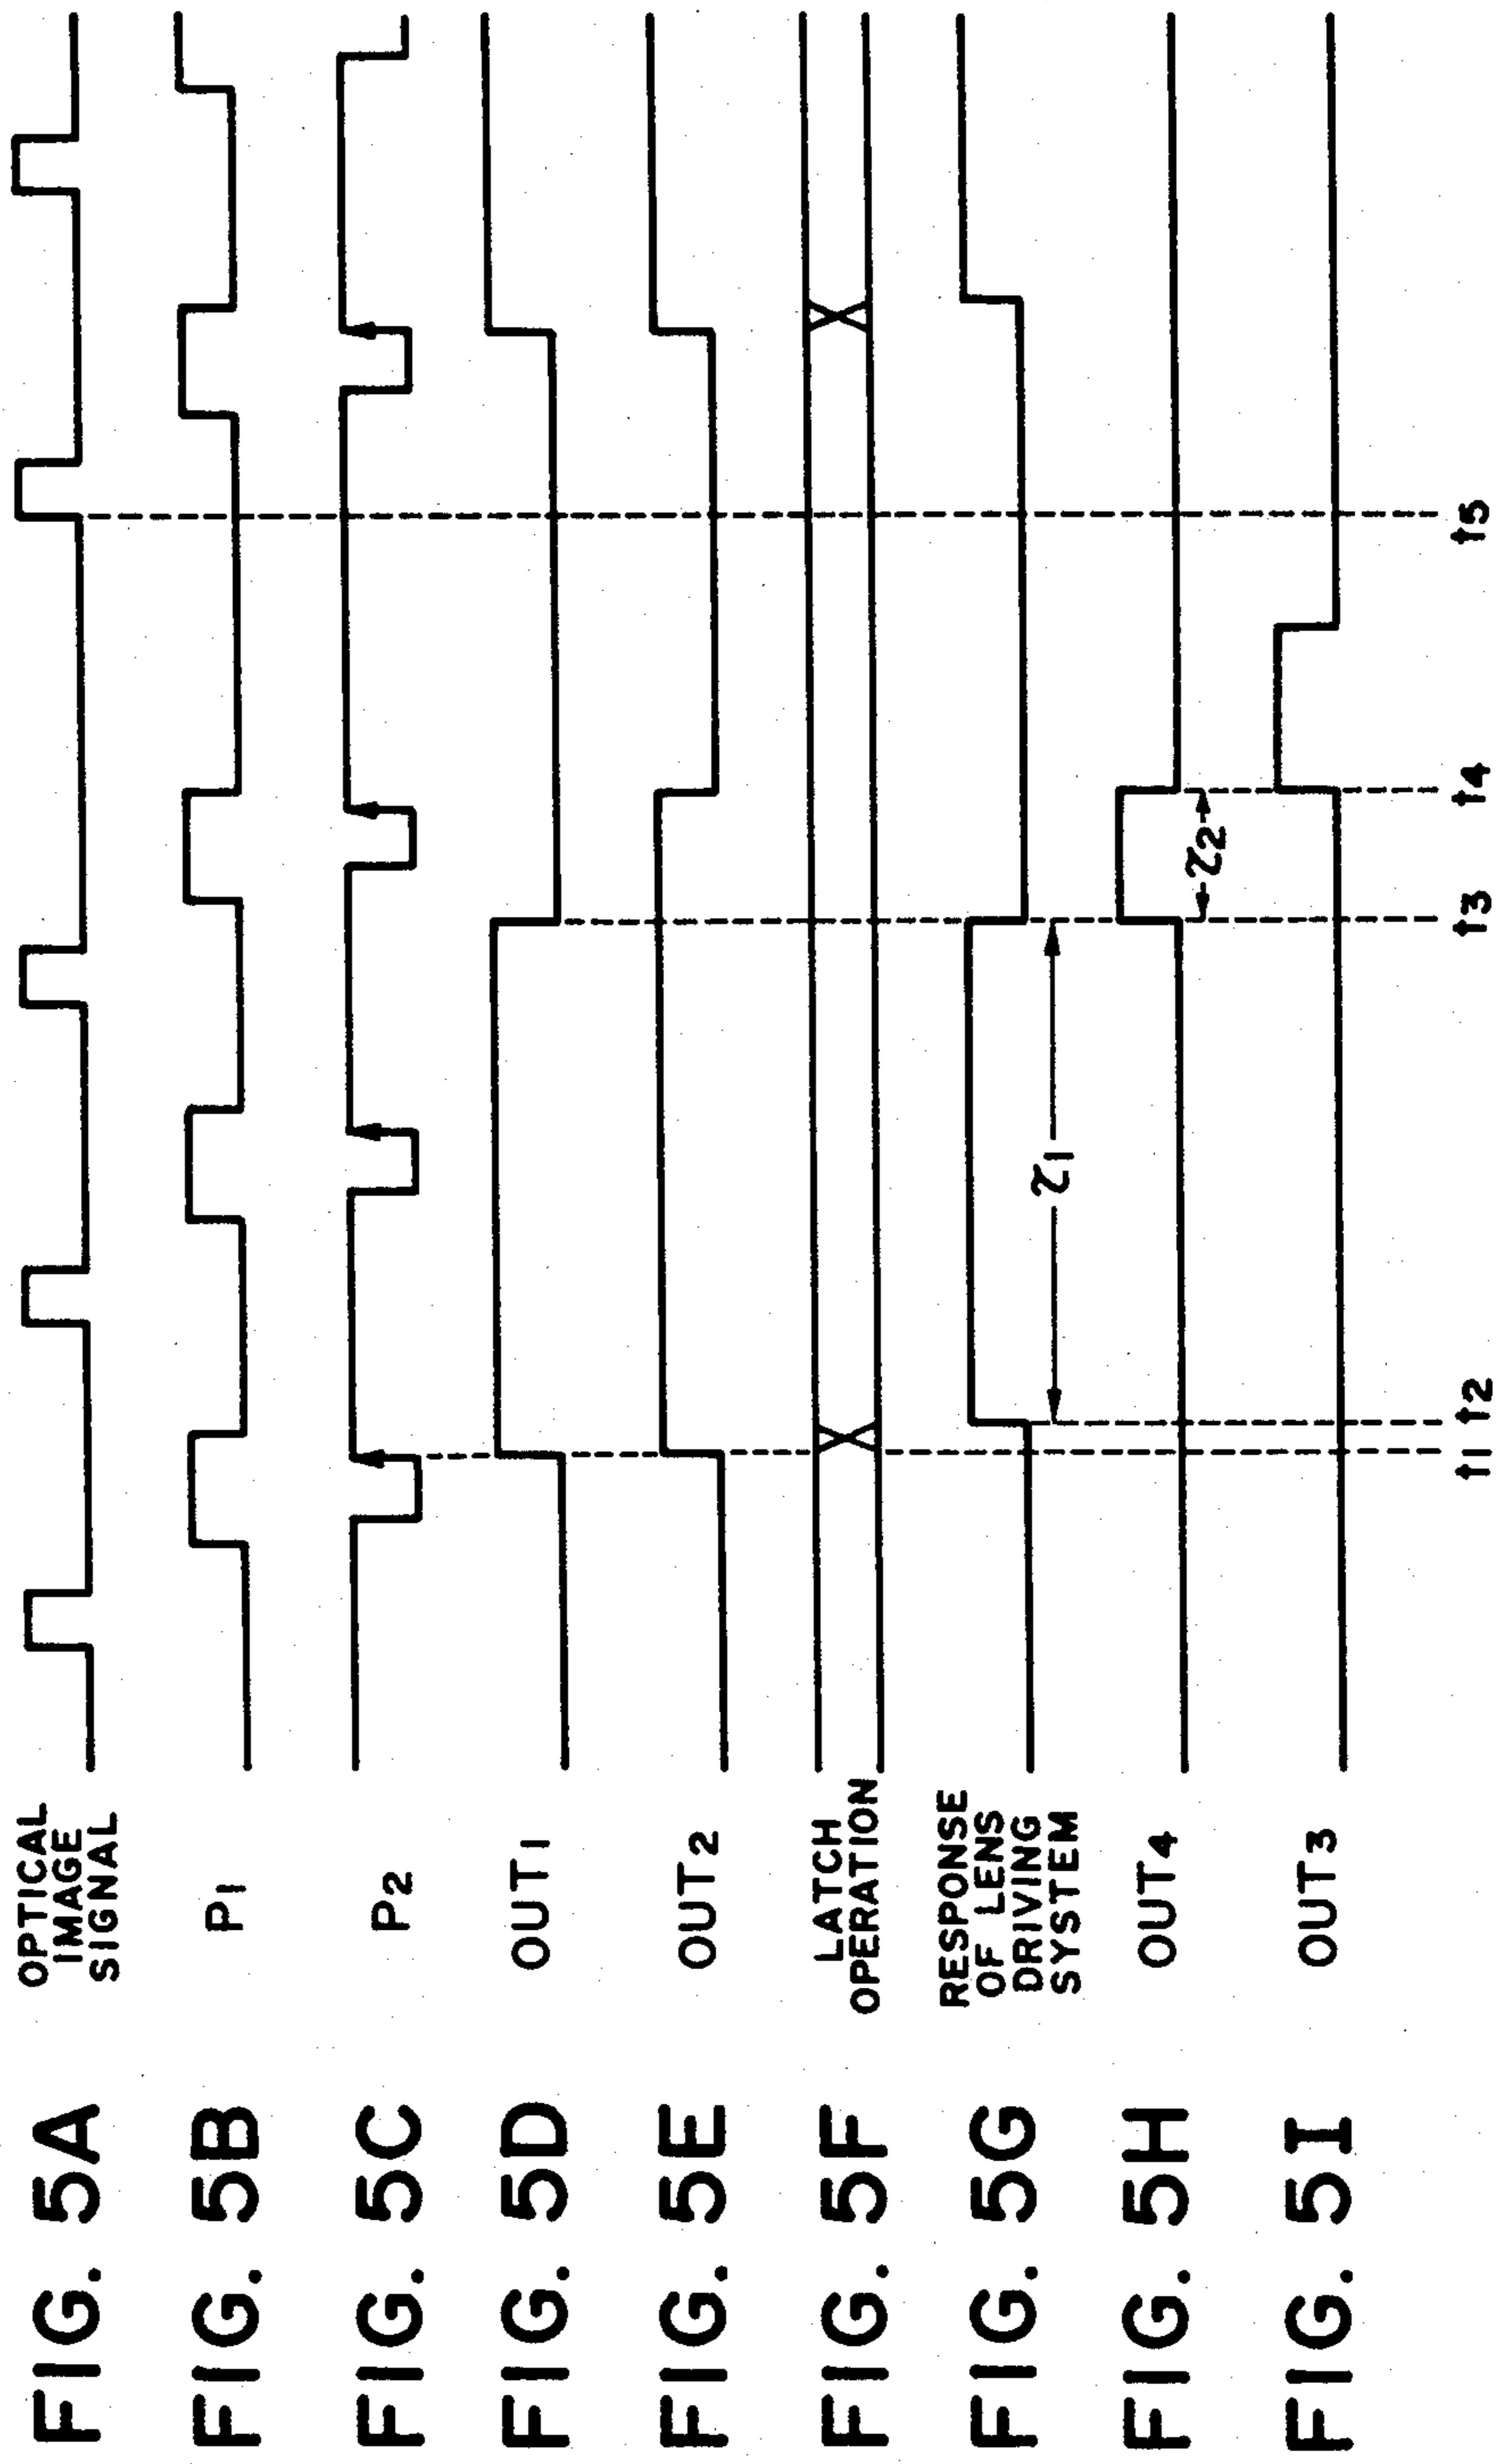 FIG. 5A
OPTICAL
IMAGE
SIGNAL
FIG. 5B
P1
FIG. 5C
P2
FIG. 5D
OUT1
FIG. 5E
OUT2
FIG. 5F
LATCH
OPERATION
FIG. 5G
RESPONSE
OF LENS
DRIVING
SYSTEM
τ1
FIG. 5H
OUT4
τ2
FIG. 5I
OUT3
t1 t2 t3 t4 t5